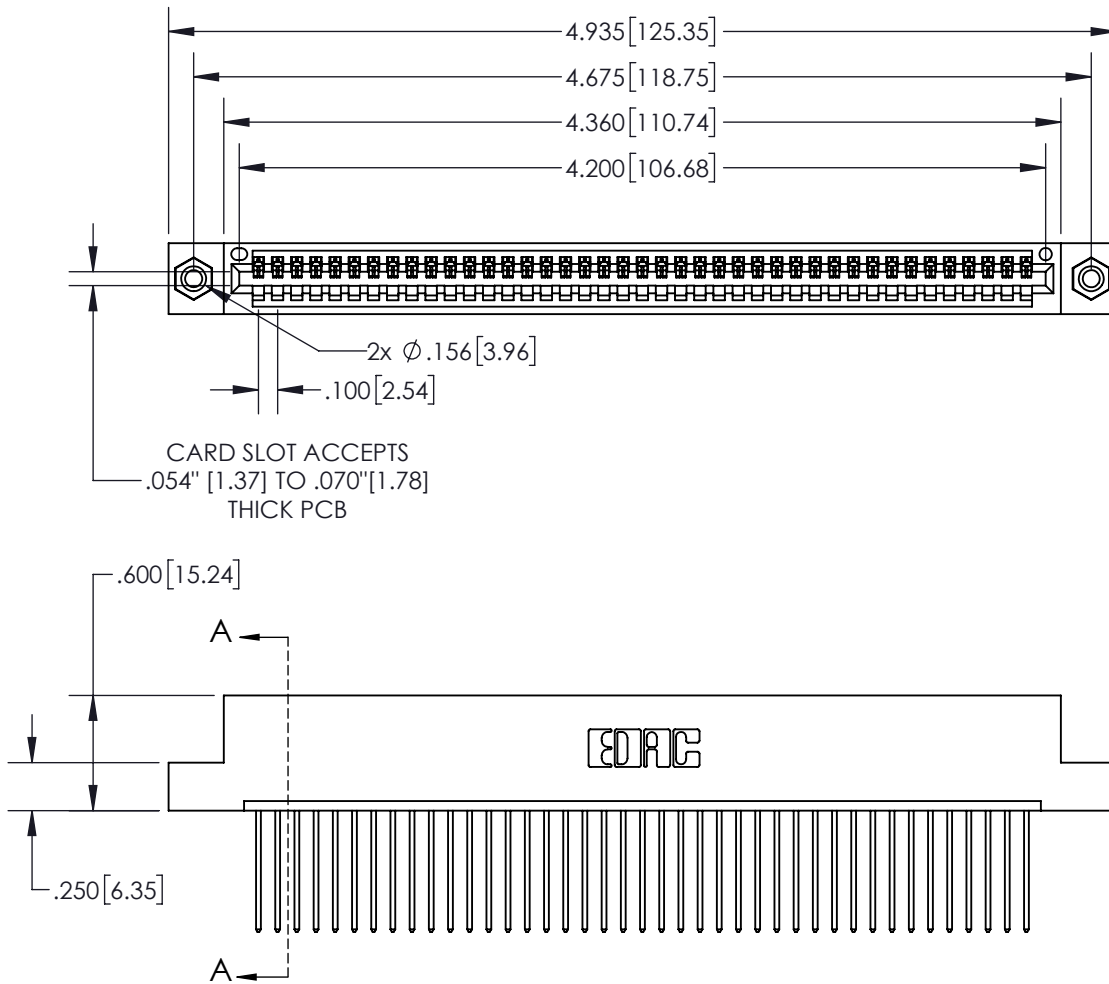 4.935[125.35]
4.675[118.75]
4.360[110.74]
4.200[106.68]
2x Ø.156[3.96]
.100[2.54]
CARD SLOT ACCEPTS
.054" [1.37] TO .070"[1.78]
THICK PCB
.600[15.24]
A
EDAC
.250[6.35]
A